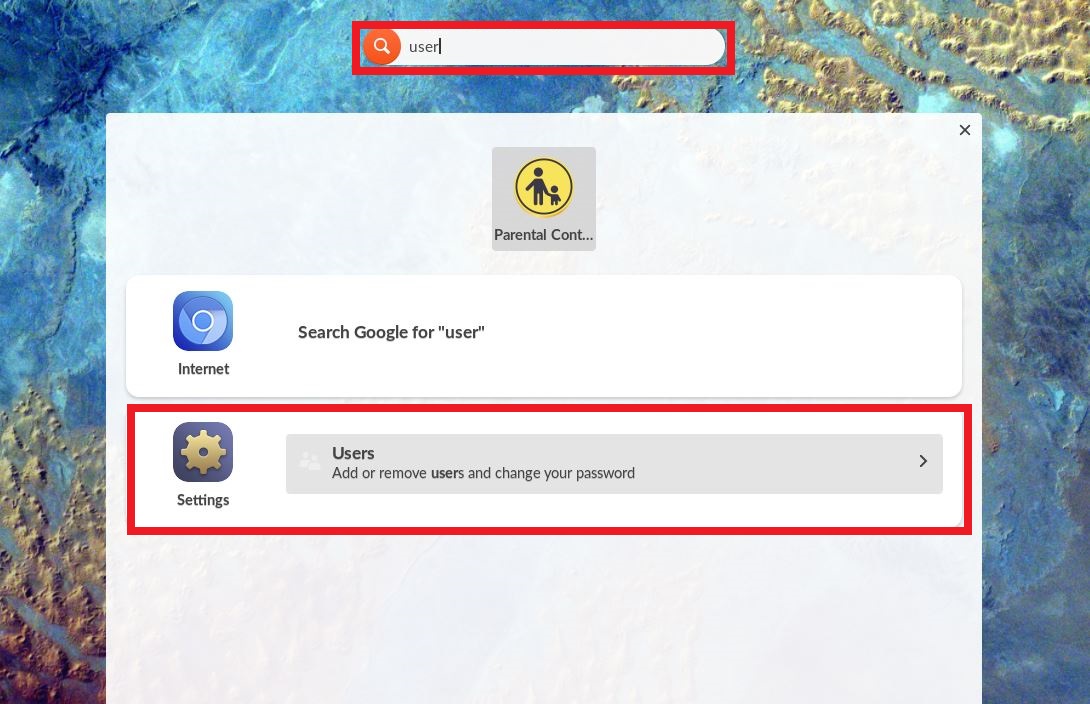 user
Parental Cont...
Search Google for "user"
Internet
Users
Add or remove users and change your password
Settings